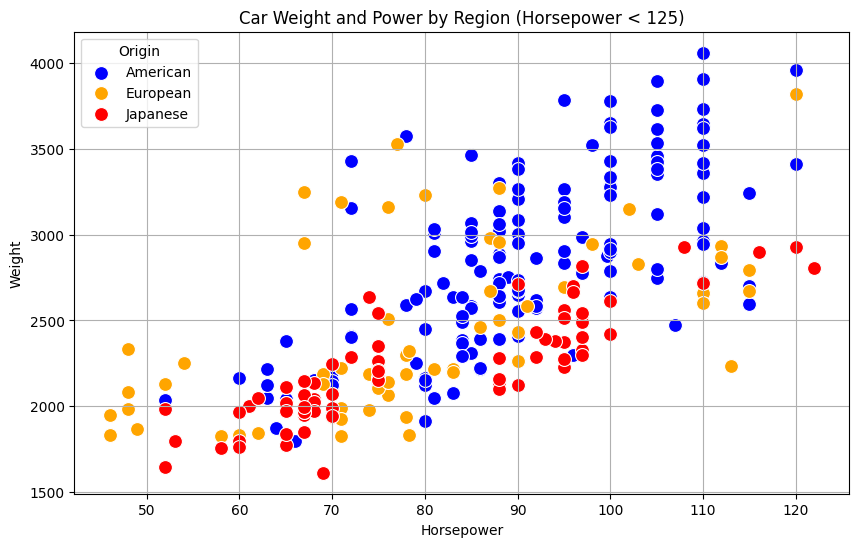 Car Weight and Power by Region (Horsepower < 125)
Origin
American
European
Japanese
4000
3500
3000
2500
2000
1500
Weight
50 60 70 80 90 100 110 120
Horsepower